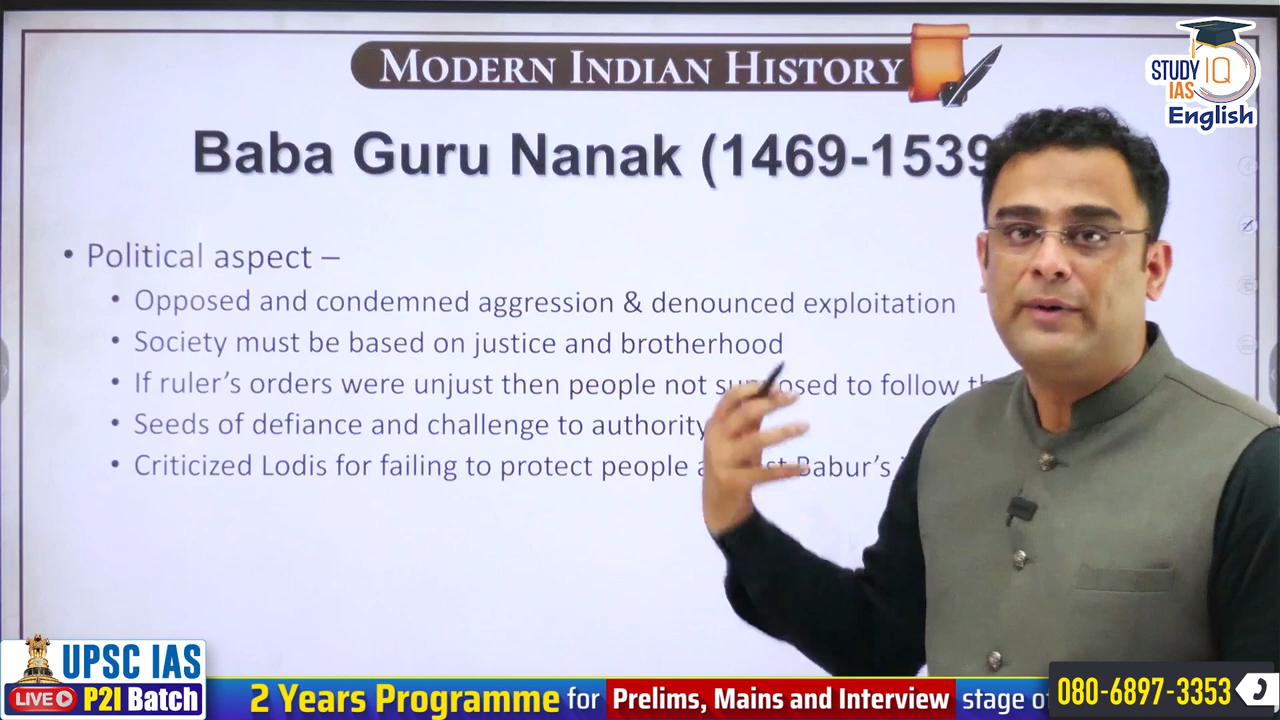 MODERN INDIAN HISTORY
STUDY IQ
IAS
English
Baba Guru Nanak (1469-1539
• Political aspect –
• Opposed and condemned aggression & denounced exploitation
• Society must be based on justice and brotherhood
• If ruler's orders were unjust then people not supposed to follow
• Seeds of defiance and challenge to authority
• Criticized Lodis for failing to protect people Babur's
UPSC IAS
LIVE P2I Batch
2 Years Programme for Prelims, Mains and Interview stage of
080-6897-3353